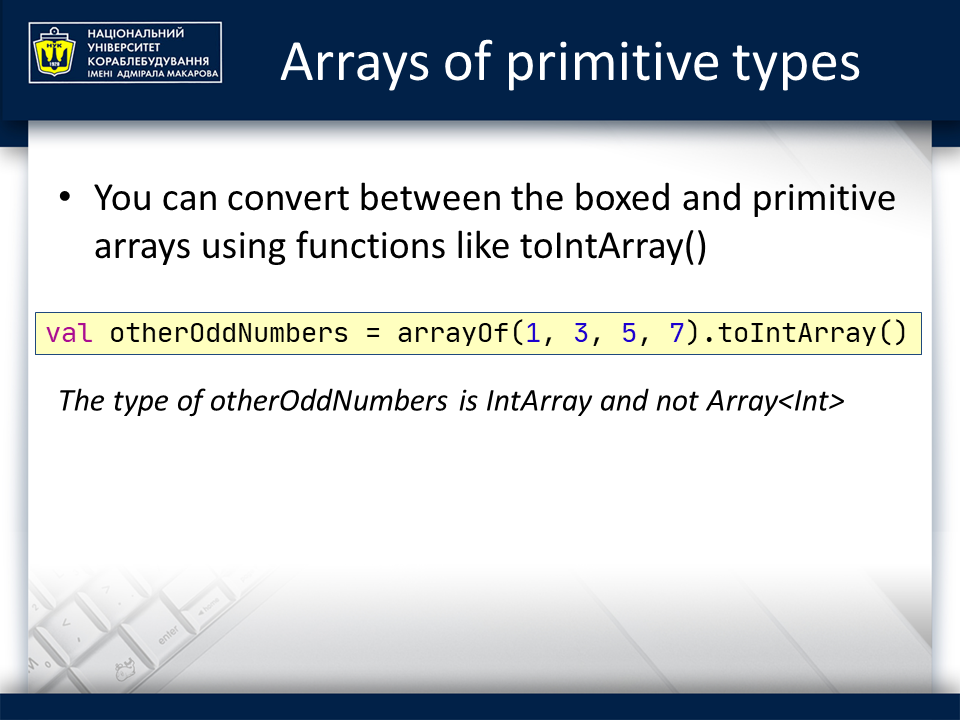 НАЦІОНАЛЬНИЙ
УНІВЕРСИТЕТ
КОРАБЛЕБУДУВАННЯ
ІМЕНІ АДМІРАЛА МАКАРОВА
НУК
1920
Arrays of primitive types
• You can convert between the boxed and primitive
arrays using functions like toIntArray()
val otherOddNumbers = arrayOf(1, 3, 5, 7).toIntArray()
The type of otherOddNumbers is IntArray and not Array<Int>
enter